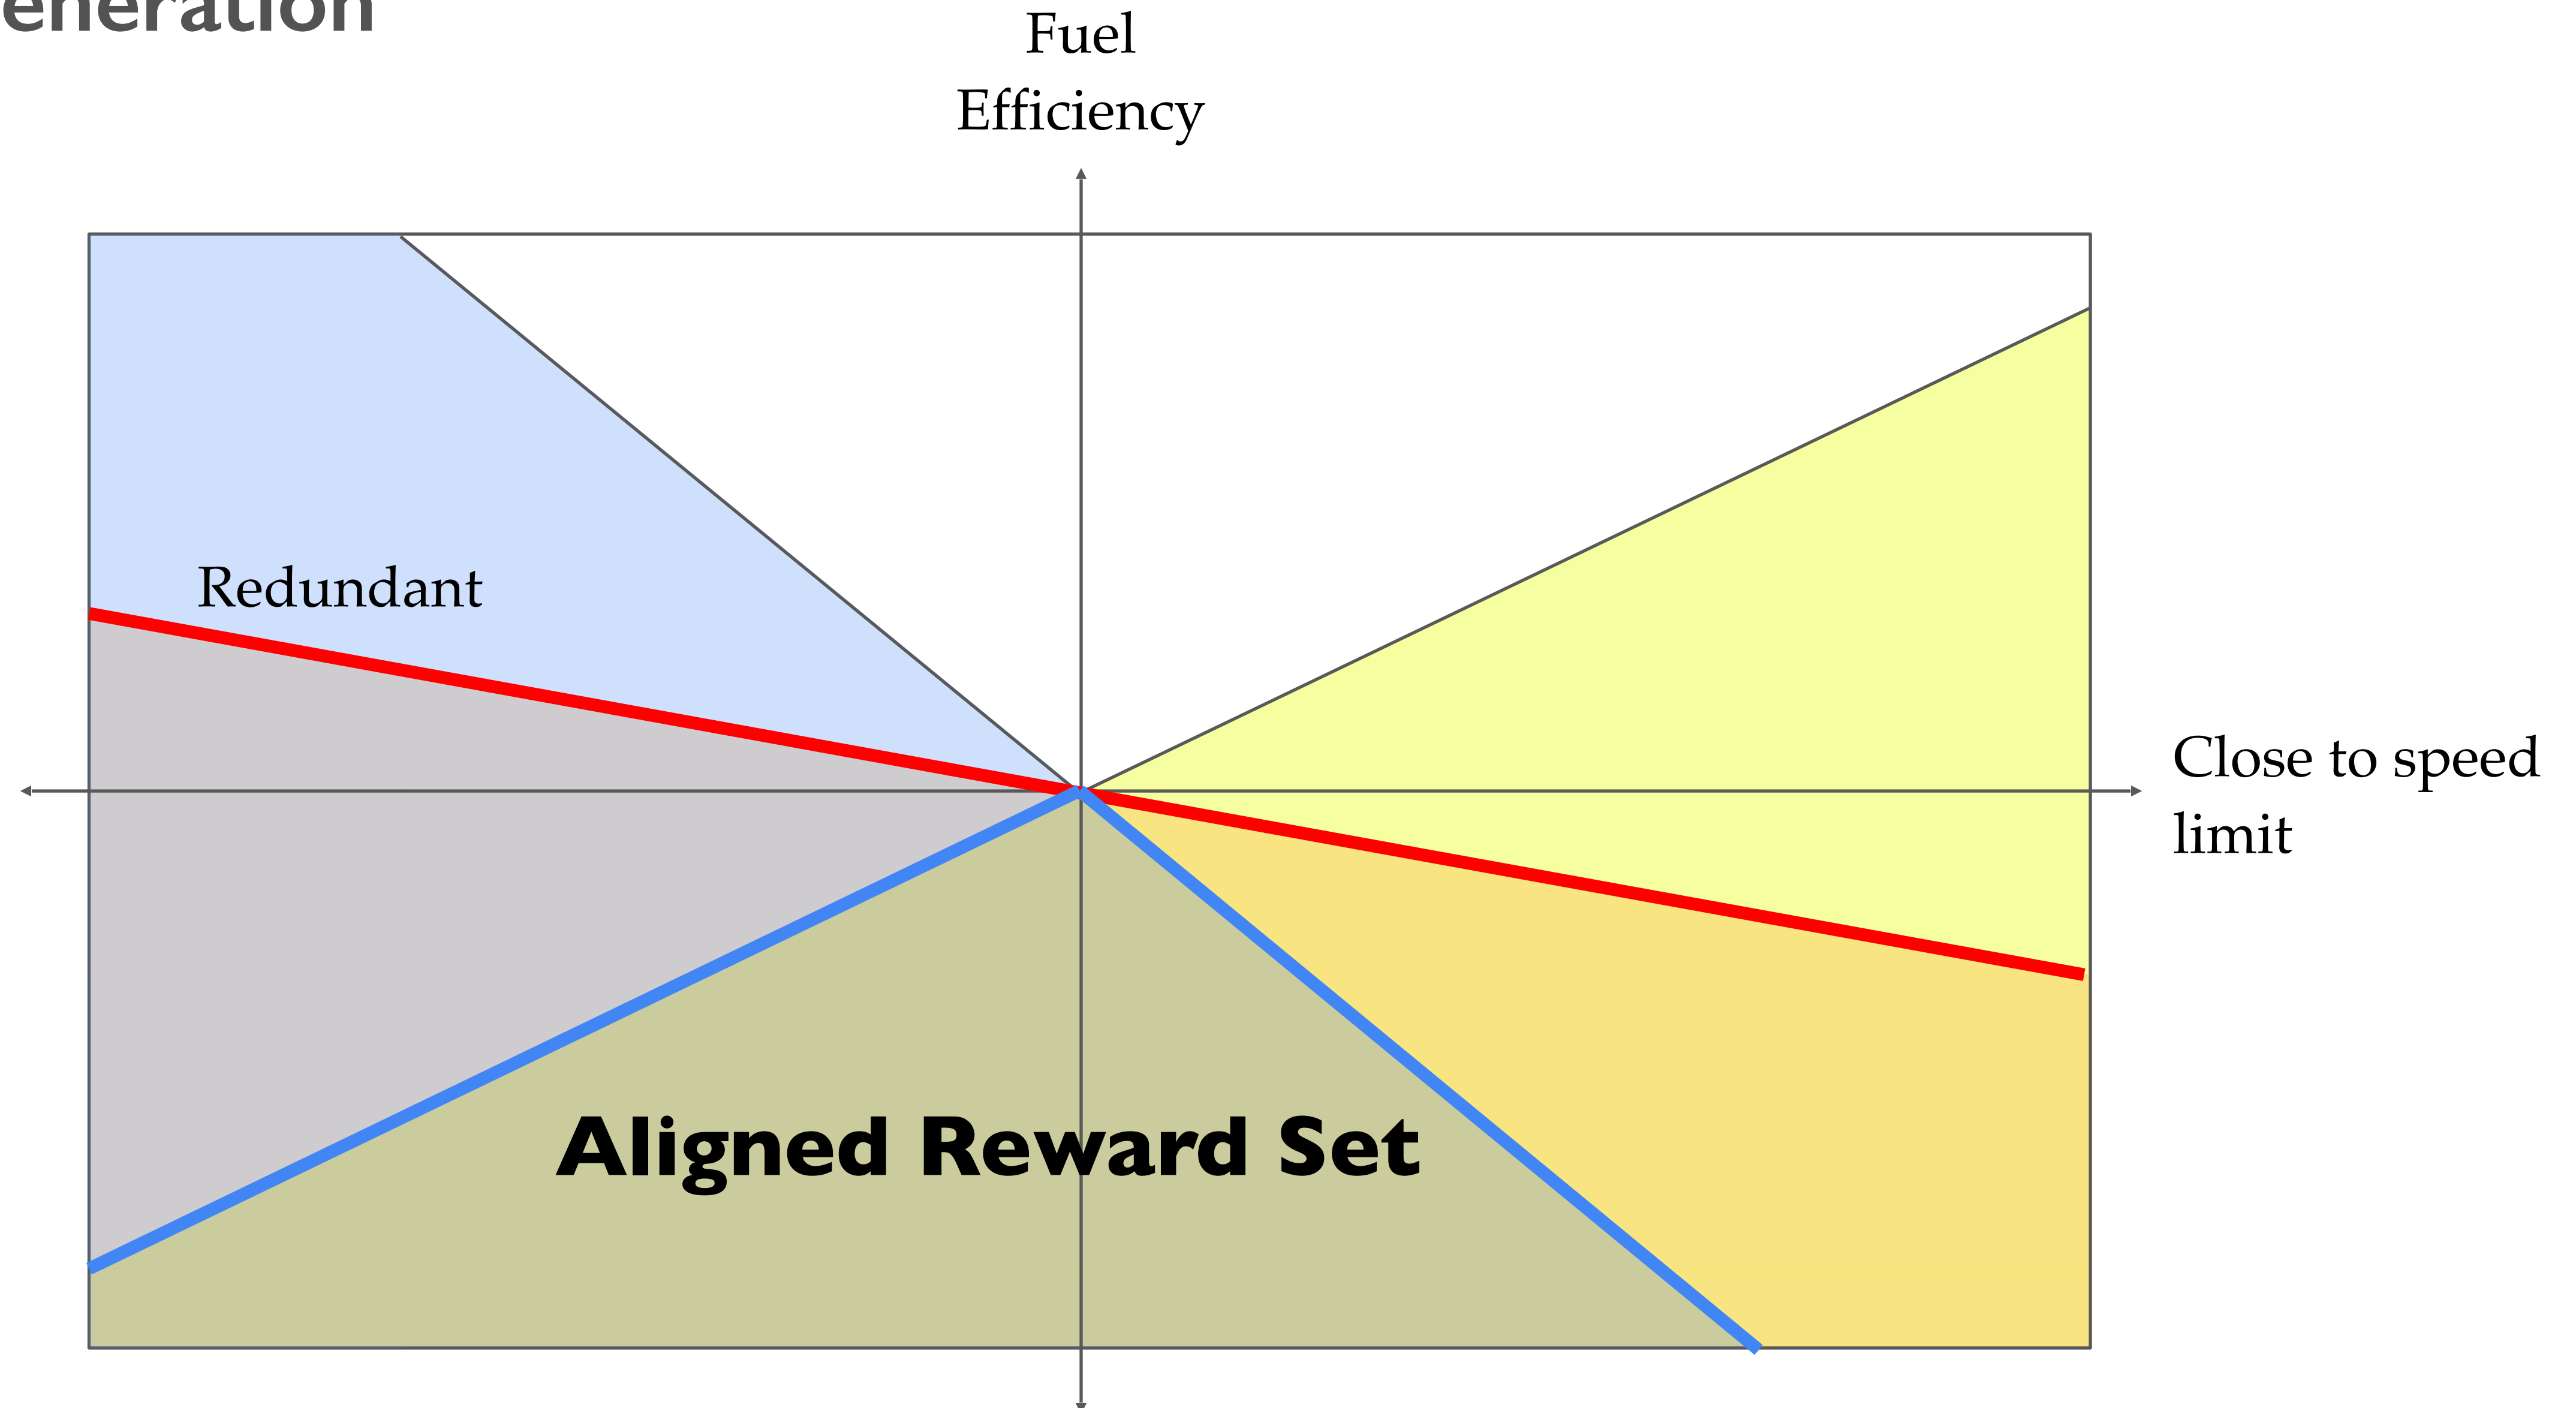 eneration
Fuel
Efficiency
Redundant
Close to speed
limit
Aligned Reward Set